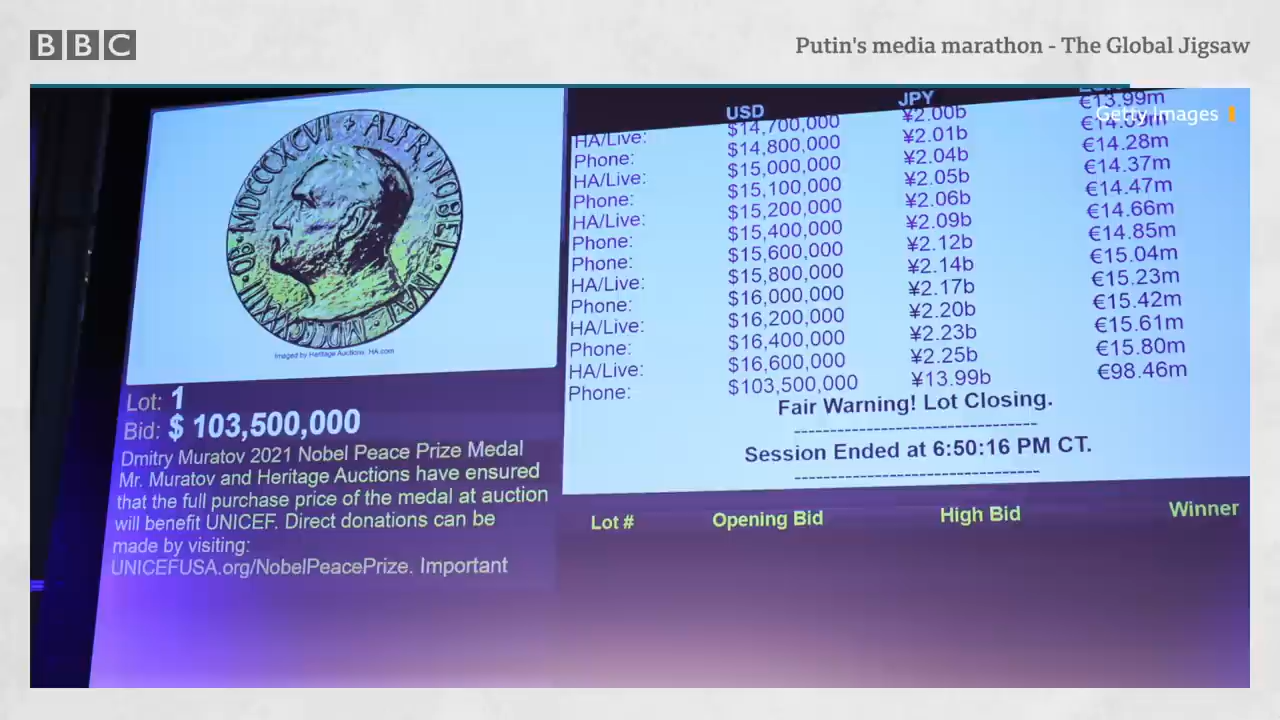 BBC
Putin's media marathon - The Global Jigsaw
Getty Images
MDCCCXCVI + ALFR· NOBEL
Imaged by Heritage Auctions, HA.com
Lot: 1
Bid: $ 103,500,000
Dmitry Muratov 2021 Nobel Peace Prize Medal
Mr. Muratov and Heritage Auctions have ensured
that the full purchase price of the medal at auction
will benefit UNICEF. Direct donations can be
made by visiting:
UNICEFUSA.org/NobelPeacePrize. Important
USD JPY
HA/Live: $14,700,000 ¥2.00b €13.99m
Phone: $14,800,000 ¥2.01b €14.09m
HA/Live: $15,000,000 ¥2.04b €14.28m
Phone: $15,100,000 ¥2.05b €14.37m
HA/Live: $15,200,000 ¥2.06b €14.47m
Phone: $15,400,000 ¥2.09b €14.66m
Phone: $15,600,000 ¥2.12b €14.85m
HA/Live: $15,800,000 ¥2.14b €15.04m
Phone: $16,000,000 ¥2.17b €15.23m
HA/Live: $16,200,000 ¥2.20b €15.42m
Phone: $16,400,000 ¥2.23b €15.61m
HA/Live: $16,600,000 ¥2.25b €15.80m
Phone: $103,500,000 ¥13.99b €98.46m
Fair Warning! Lot Closing.
Session Ended at 6:50:16 PM CT.
Lot # Opening Bid High Bid Winner